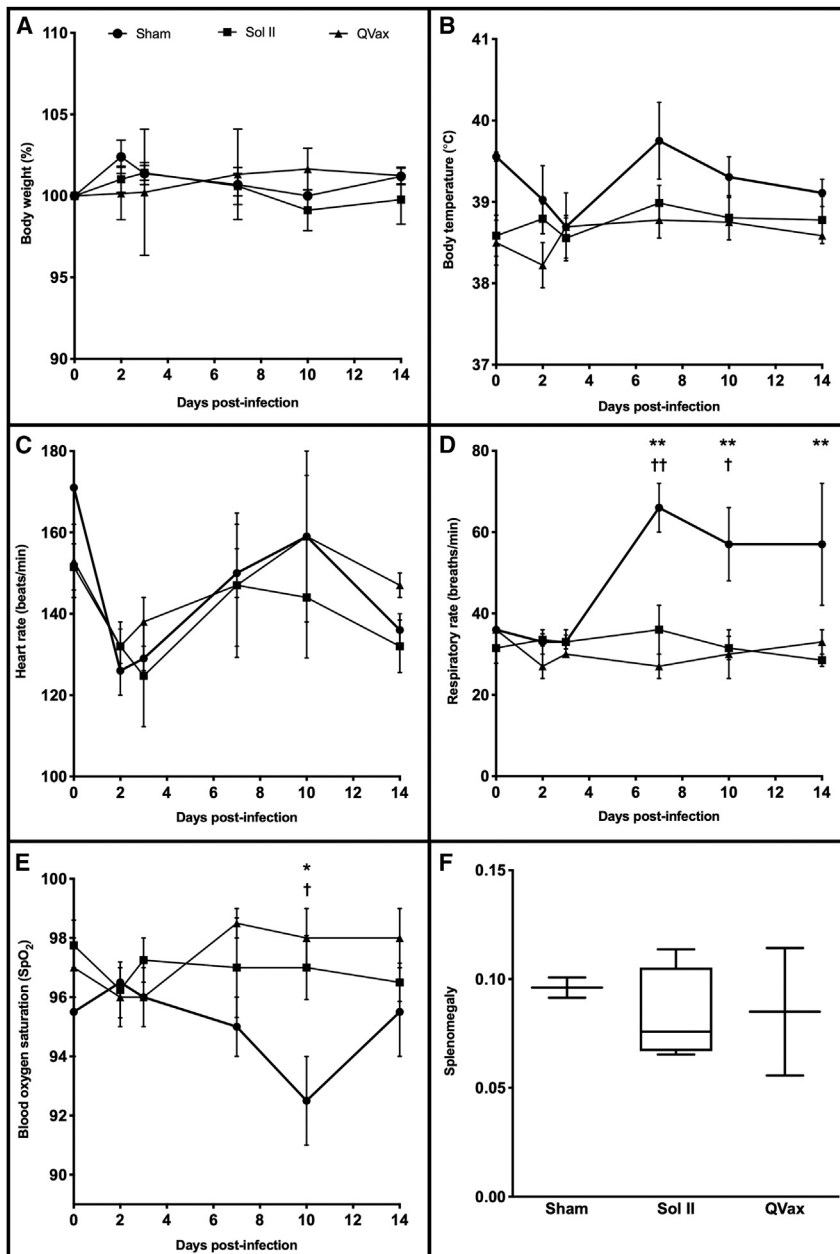 A
Sham
Sol II
QVax
110
105
100
95
90
Body weight (%)
0 2 4 6 8 10 12 14
Days post-infection
B
41
40
39
38
37
Body temperature (°C)
0 2 4 6 8 10 12 14
Days post-infection
C
180
160
140
120
100
Heart rate (beats/min)
0 2 4 6 8 10 12 14
Days post-infection
D
** ** **
†† †
80
60
40
20
0
Respiratory rate (breaths/min)
0 2 4 6 8 10 12 14
Days post-infection
E
*
†
100
98
96
94
92
90
Blood oxygen saturation (SpO₂)
0 2 4 6 8 10 12 14
Days post-infection
F
0.15
0.10
0.05
0.00
Splenomegaly
Sham Sol II QVax